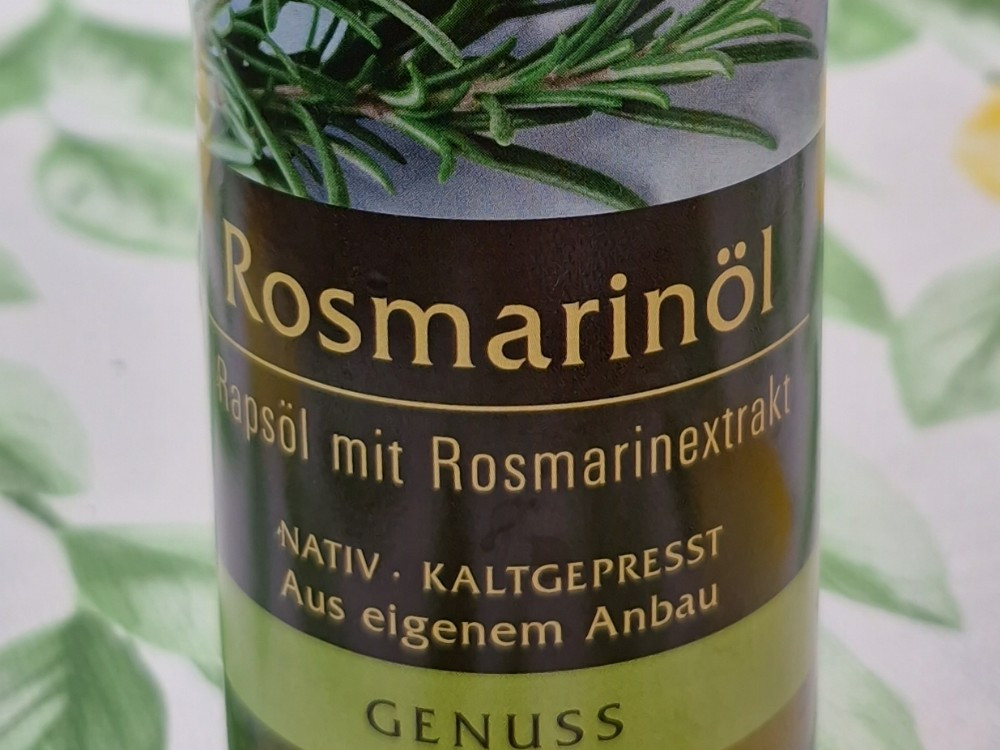 Rosmarinöl
Rapsöl mit Rosmarinextrakt
NATIV · KALTGEPRESST
Aus eigenem Anbau
GENUSS